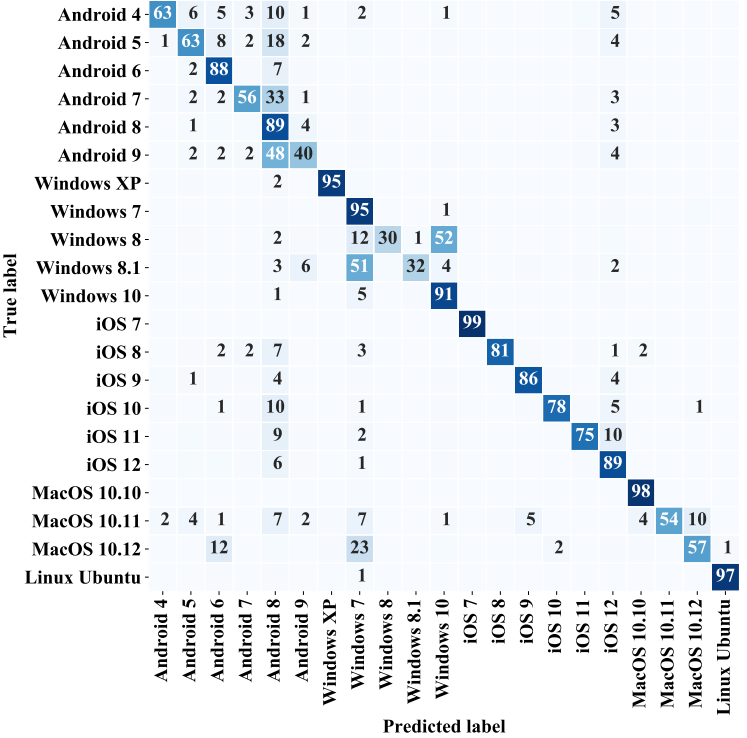 Android 4 63 6 5 3 10 1 2 1 5
Android 5 1 63 8 2 18 2 4
Android 6 2 88 7
Android 7 2 2 56 33 1 3
Android 8 1 89 4 3
Android 9 2 2 2 48 40 4
Windows XP 2 95
Windows 7 95 1
Windows 8 2 12 30 1 52
Windows 8.1 3 6 51 32 4 2
Windows 10 1 5 91
iOS 7 99
iOS 8 2 2 7 3 81 1 2
iOS 9 1 4 86 4
iOS 10 1 10 1 78 5 1
iOS 11 9 2 75 10
iOS 12 6 1 89
MacOS 10.10 98
MacOS 10.11 2 4 1 7 2 7 1 5 4 54 10
MacOS 10.12 12 23 2 57 1
Linux Ubuntu 1 97
True label
Android 4
Android 5
Android 6
Android 7
Android 8
Android 9
Windows XP
Windows 7
Windows 8
Windows 8.1
Windows 10
iOS 7
iOS 8
iOS 9
iOS 10
iOS 11
iOS 12
MacOS 10.10
MacOS 10.11
MacOS 10.12
Linux Ubuntu
Predicted label